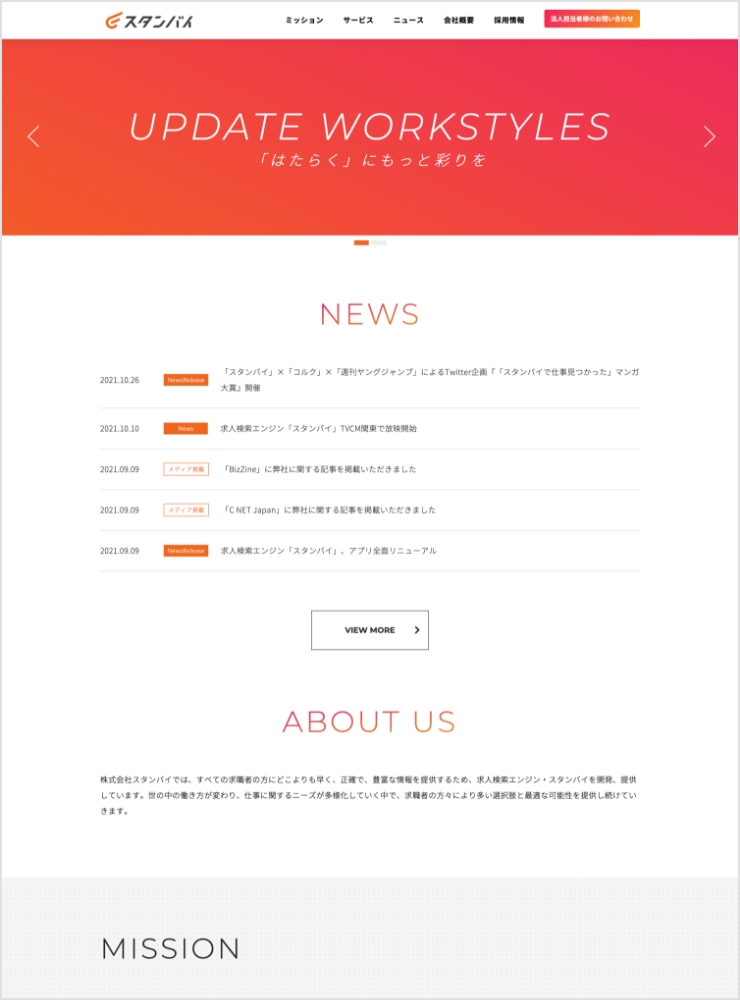 スタンバイ
ミッション サービス ニュース 会社概要 採用情報 法人担当者様のお問い合わせ
UPDATE WORKSTYLES
「はたらく」にもっと彩りを
NEWS
2021.10.26 NewsRelease 「スタンバイ」×「コルク」×「週刊ヤングジャンプ」によるTwitter企画『「スタンバイで仕事見つかった」マンガ
大賞』開催
2021.10.10 News 求人検索エンジン「スタンバイ」TVCM関東で放映開始
2021.09.09 メディア掲載 「BizZine」に弊社に関する記事を掲載いただきました
2021.09.09 メディア掲載 「C NET Japan」に弊社に関する記事を掲載いただきました
2021.09.09 NewsRelease 求人検索エンジン「スタンバイ」、アプリ全面リニューアル
VIEW MORE
ABOUT US
株式会社スタンバイでは、すべての求職者の方にどこよりも早く、正確で、豊富な情報を提供するため、求人検索エンジン・スタンバイを開発、提供
しています。世の中の働き方が変わり、仕事に関するニーズが多様化していく中で、求職者の方々により多い選択肢と最適な可能性を提供し続けてい
きます。
MISSION